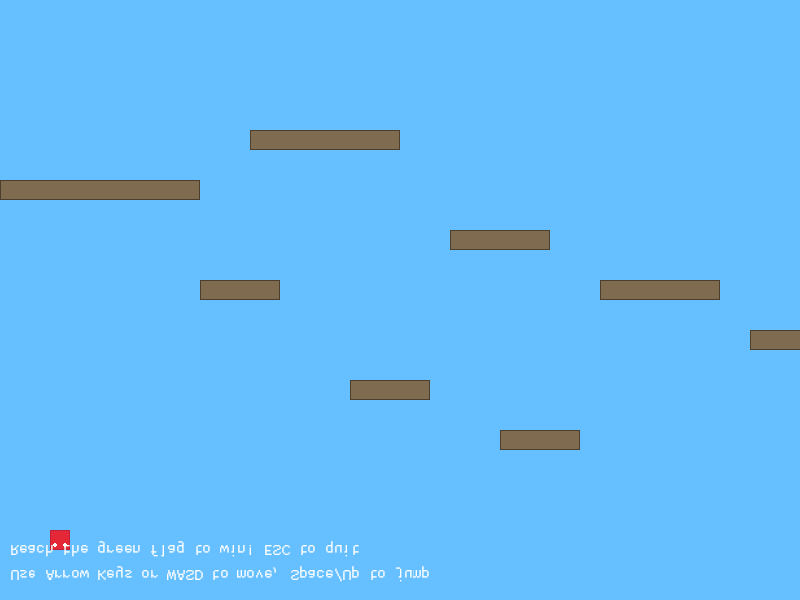 Use Arrow Keys or WASD to move, Space/Up to jump
Reach the green flag to win! ESC to quit